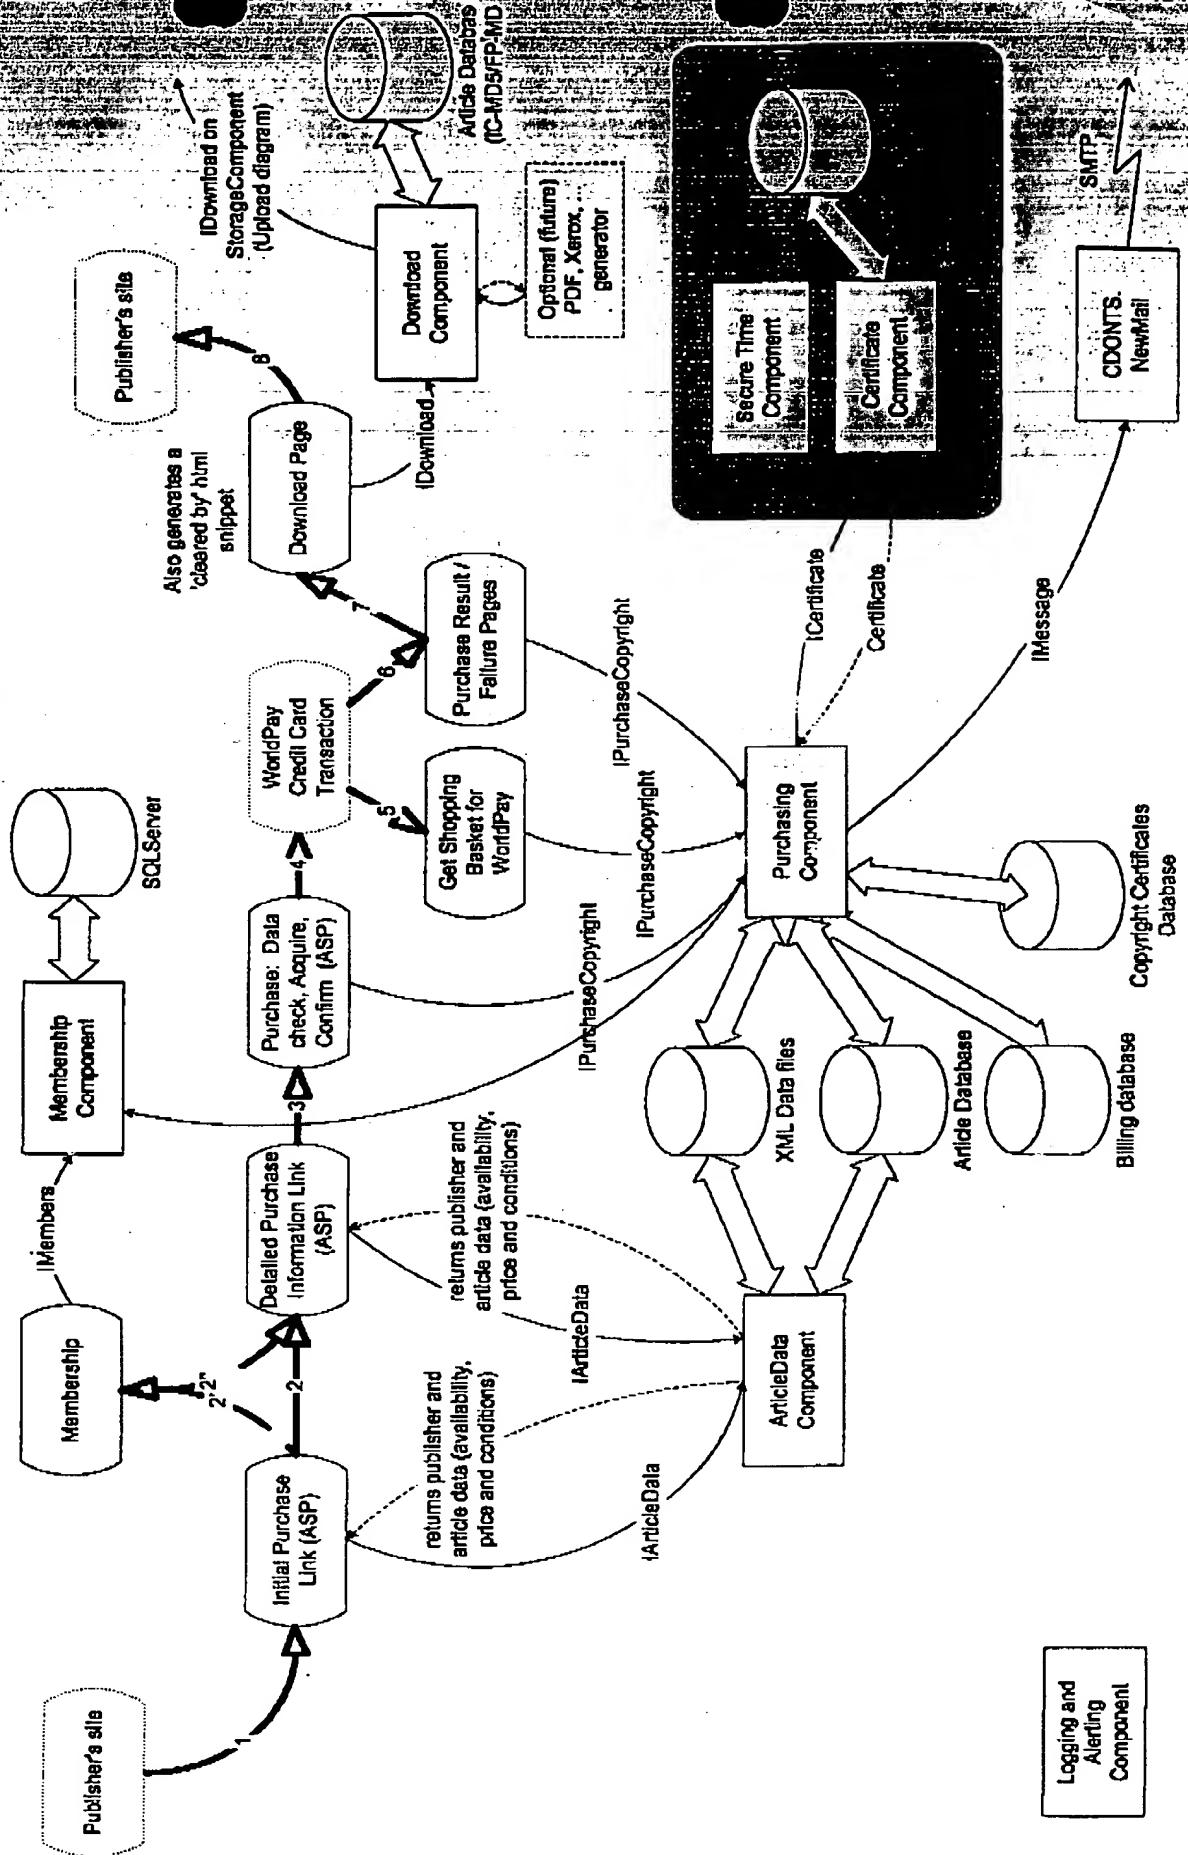 Publisher's site
1
Initial Purchase
Link (ASP)
Membership
2'
2''
2
IMembers
Membership
Component
SQLServer
Detailed Purchase
Information Link
(ASP)
3
Purchase: Data
check, Acquire,
Confirm (ASP)
4
WorldPay
Credit Card
Transaction
5
6
Get Shopping
Basket for
WorldPay
Purchase Result /
Failure Pages
7
Also generates a
'cleared by' html
snippet
Download Page
8
Publisher's site
IDownload
IDownload on
StorageComponent
(Upload diagram)
Download
Component
Article Databas
(IC-MD5/FP-MD
Optional (future)
PDF, Xerox, ...
generator
returns publisher and
article data (availability,
price and conditions)
IArticleData
returns publisher and
article data (availability,
price and conditions)
IArticleData
ArticleData
Component
IPurchaseCopyright
IPurchaseCopyright
IPurchaseCopyright
Purchasing
Component
XML Data files
Article Database
Billing database
Copyright Certificates
Database
ICertificate
Certificate
Secure Time
Component
Certificate
Component
IMessage
CDONTS.
NewMail
SMTP
Logging and
Alerting
Component